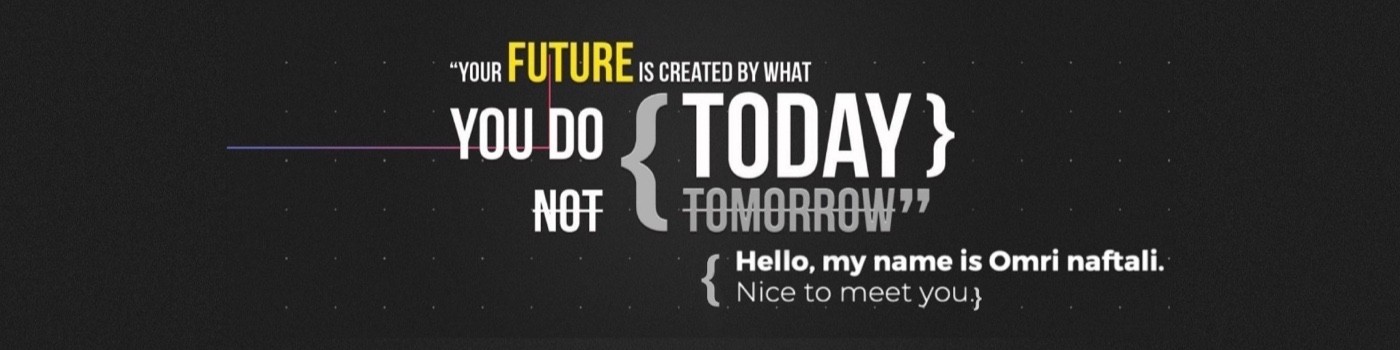 “YOUR FUTURE IS CREATED BY WHAT
YOU DO { TODAY }
NOT TOMORROW”
{ Hello, my name is Omri naftali.
Nice to meet you.}